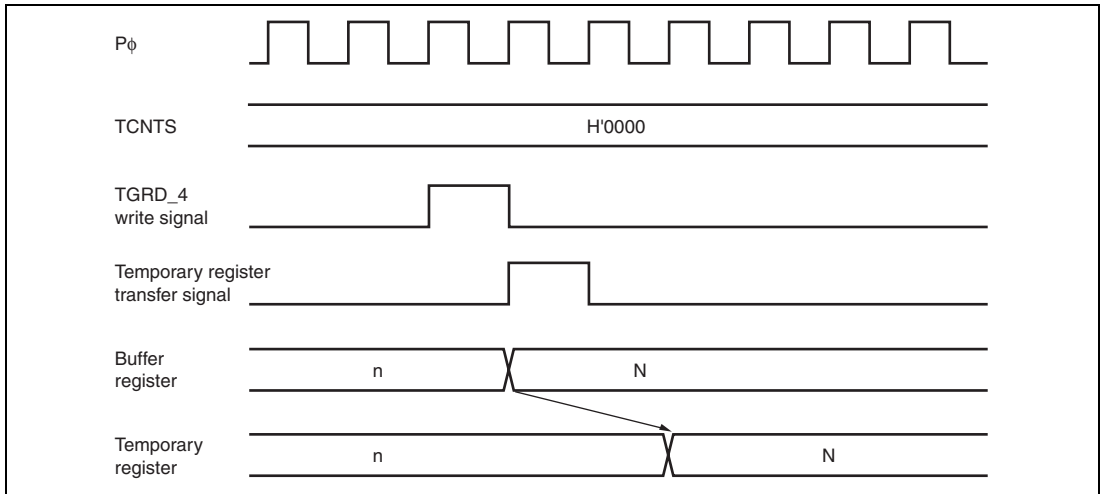 Pϕ
TCNTS
H'0000
TGRD_4
write signal
Temporary register
transfer signal
Buffer
register
n
N
Temporary
register
n
N